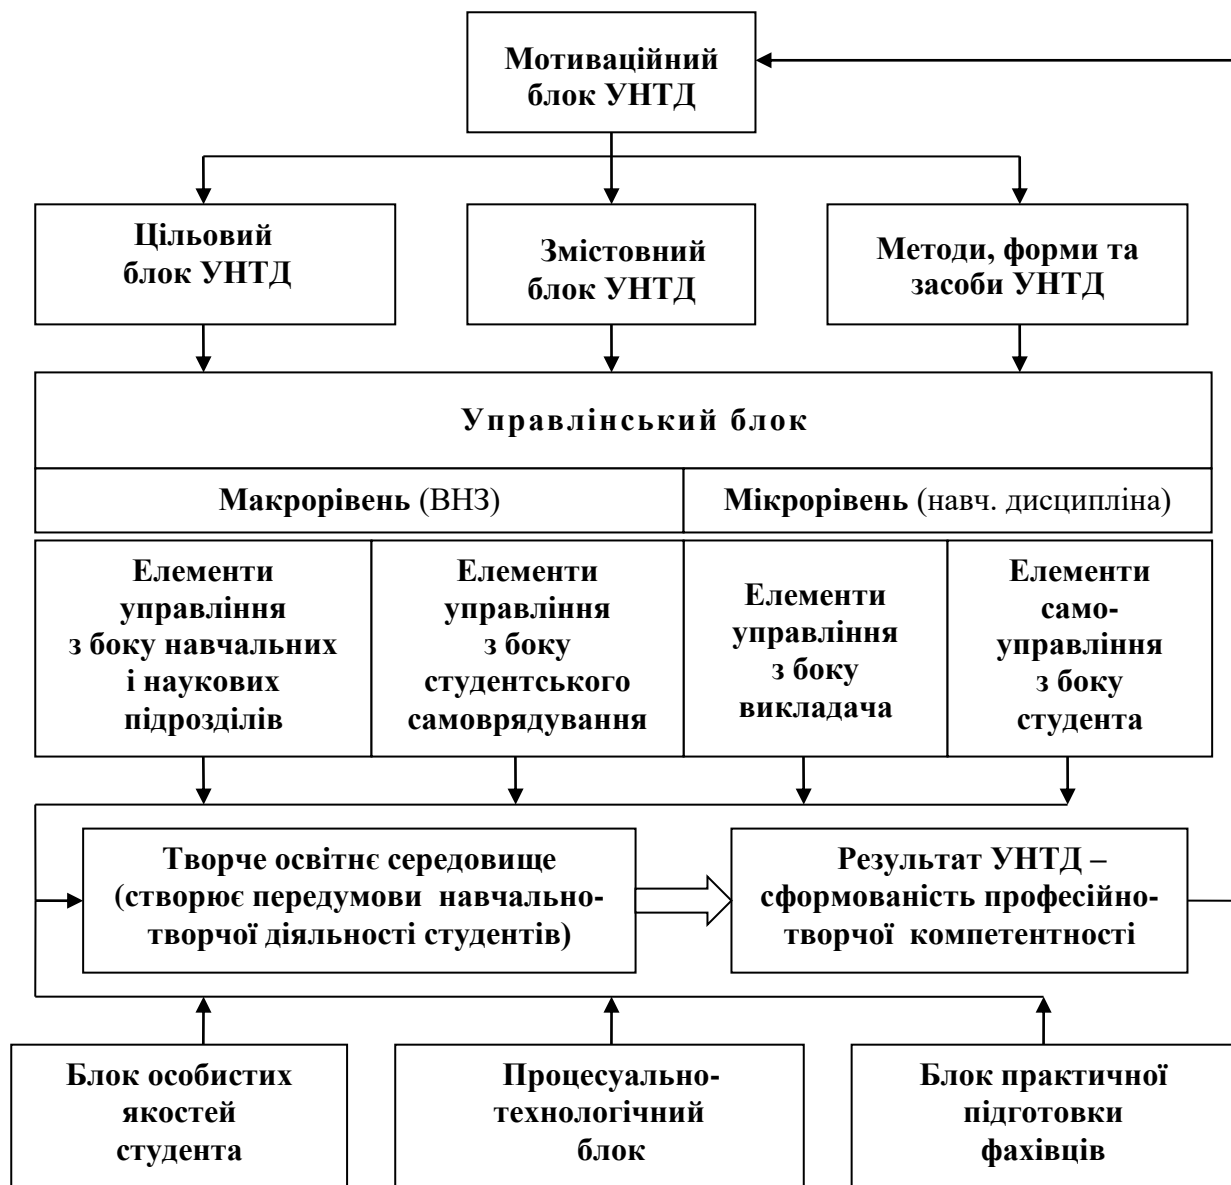 Мотиваційний
блок УНТД
Цільовий
блок УНТД
Змістовний
блок УНТД
Методи, форми та
засоби УНТД
Управлінський блок
Макрорівень (ВНЗ)
Мікрорівень (навч. дисципліна)
Елементи
управління
з боку навчальних
і наукових
підрозділів
Елементи
управління
з боку
студентського
самоврядування
Елементи
управління
з боку
викладача
Елементи
само-
управління
з боку
студента
Творче освітнє середовище
(створює передумови навчально-
творчої діяльності студентів)
Результат УНТД –
сформованість професійно-
творчої компетентності
Блок особистих
якостей
студента
Процесуально-
технологічний
блок
Блок практичної
підготовки
фахівців